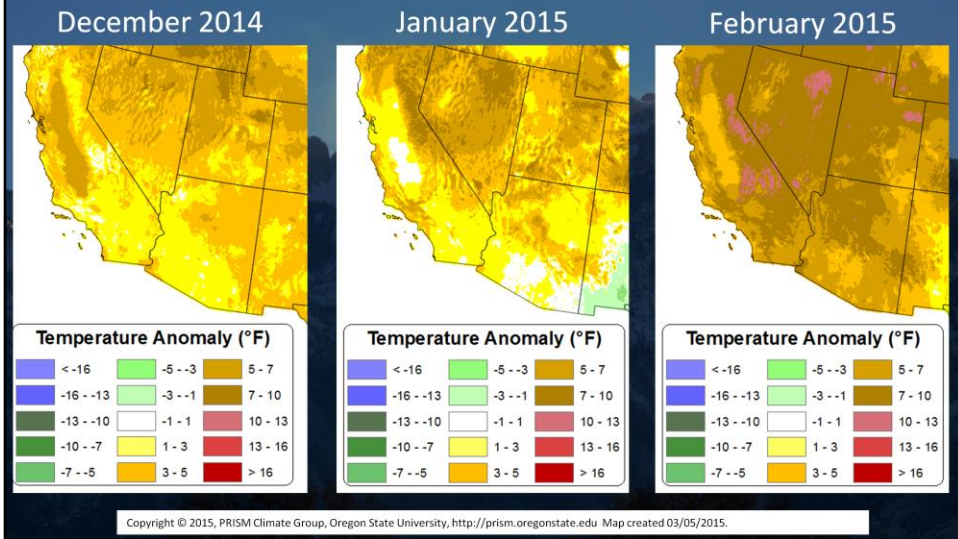 December 2014
January 2015
February 2015
Temperature Anomaly (°F)
< -16
-16 - -13
-13 - -10
-10 - -7
-7 - -5
-5 - -3
-3 - -1
-1 - 1
1 - 3
3 - 5
5 - 7
7 - 10
10 - 13
13 - 16
> 16
Temperature Anomaly (°F)
< -16
-16 - -13
-13 - -10
-10 - -7
-7 - -5
-5 - -3
-3 - -1
-1 - 1
1 - 3
3 - 5
5 - 7
7 - 10
10 - 13
13 - 16
> 16
Temperature Anomaly (°F)
< -16
-16 - -13
-13 - -10
-10 - -7
-7 - -5
-5 - -3
-3 - -1
-1 - 1
1 - 3
3 - 5
5 - 7
7 - 10
10 - 13
13 - 16
> 16
Copyright © 2015, PRISM Climate Group, Oregon State University, http://prism.oregonstate.edu Map created 03/05/2015.